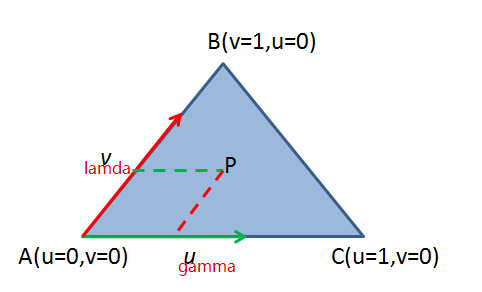 B(v=1,u=0)
v
lamda
P
A(u=0,v=0)
u
gamma
C(u=1,v=0)